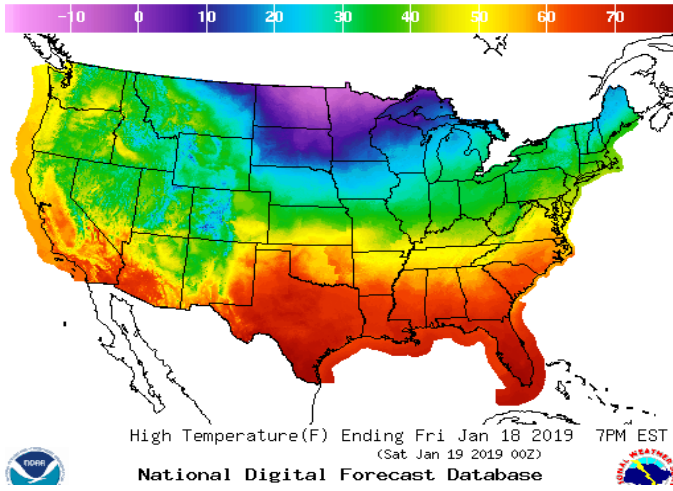 -10 0 10 20 30 40 50 60 70
High Temperature(F) Ending Fri Jan 18 2019 7PM EST
(Sat Jan 19 2019 00Z)
National Digital Forecast Database
NOAA